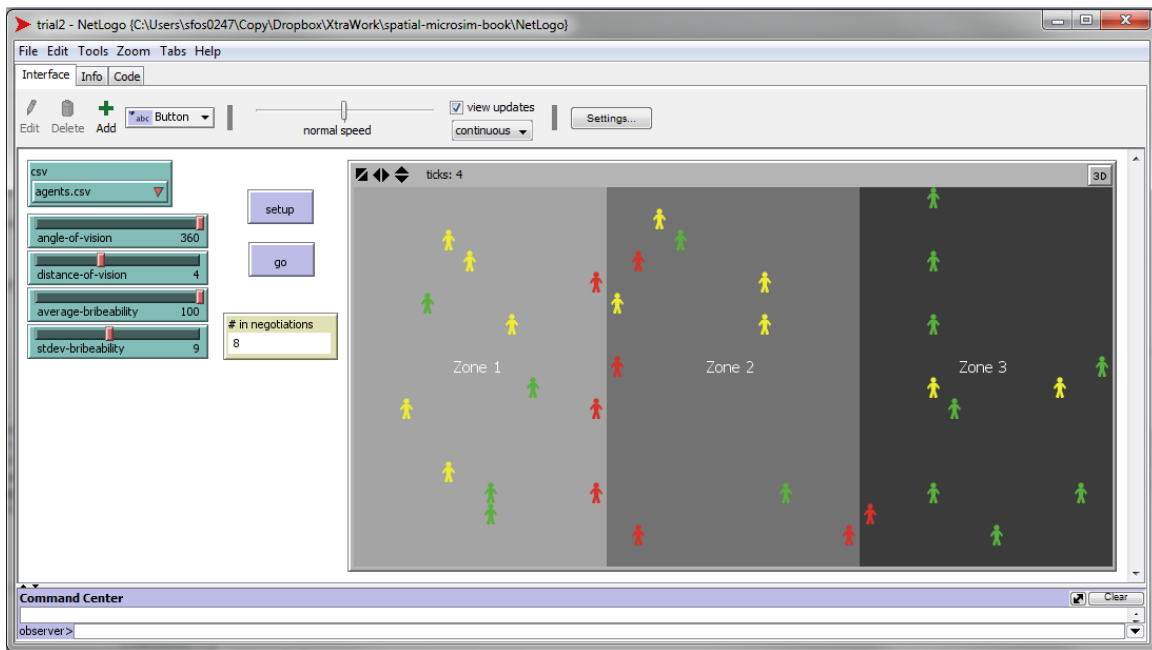 trial2 - NetLogo {C:\Users\sfos0247\Copy\Dropbox\XtraWork\spatial-microsim-book\NetLogo}
File Edit Tools Zoom Tabs Help
Interface Info Code
Edit Delete Add abc Button normal speed view updates continuous Settings...
csv
agents.csv
angle-of-vision 360
distance-of-vision 4
average-bribeability 100
stdev-bribeability 9
setup
go
# in negotiations
8
ticks: 4 3D
Zone 1 Zone 2 Zone 3
Command Center Clear
observer>